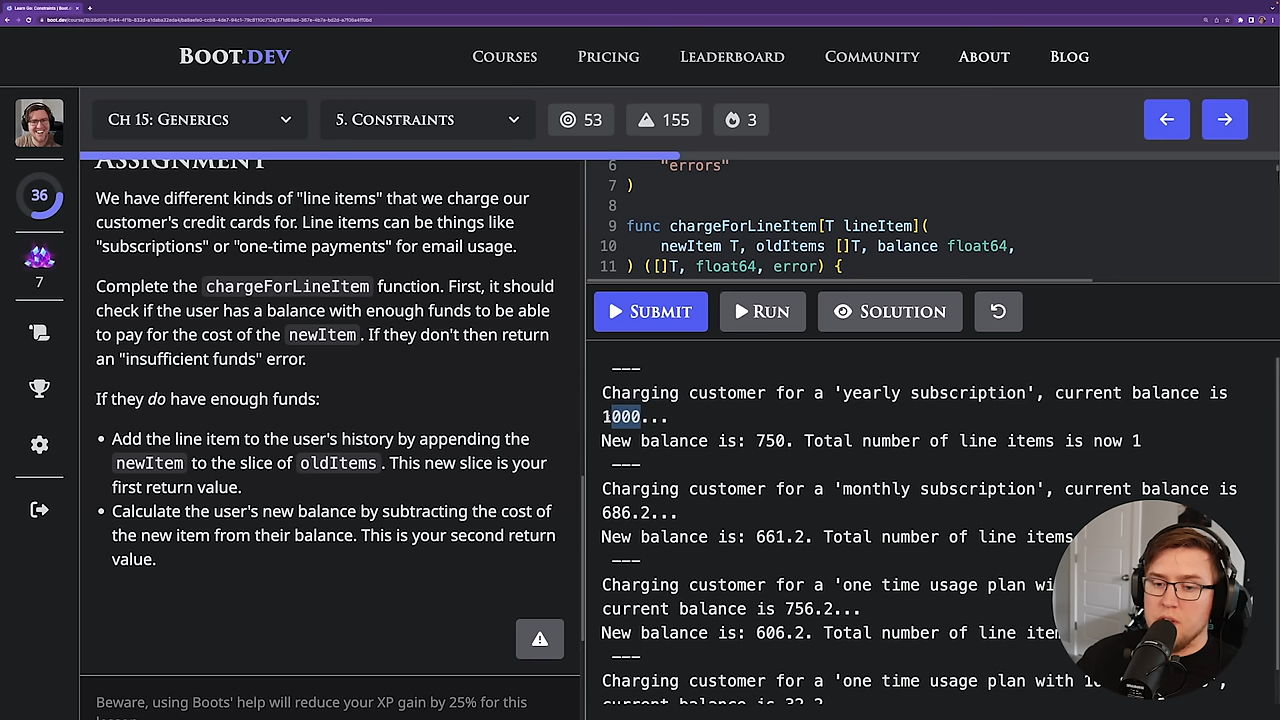 Learn Go: Constraints | Boot.dev
BOOT.DEV
COURSES
PRICING
LEADERBOARD
COMMUNITY
ABOUT
BLOG
CH 15: GENERICS
5. CONSTRAINTS
53
155
3
ASSIGNMENT
36
7
We have different kinds of "line items" that we charge our
customer's credit cards for. Line items can be things like
"subscriptions" or "one-time payments" for email usage.
Complete the chargeForLineItem function. First, it should
check if the user has a balance with enough funds to be able
to pay for the cost of the newItem. If they don't then return
an "insufficient funds" error.
If they do have enough funds:
• Add the line item to the user's history by appending the
newItem to the slice of oldItems. This new slice is your
first return value.
• Calculate the user's new balance by subtracting the cost of
the new item from their balance. This is your second return
value.
Beware, using Boots' help will reduce your XP gain by 25% for this
6 "errors"
7 )
8
9 func chargeForLineItem[T lineItem](
10 newItem T, oldItems []T, balance float64,
11 ) ([]T, float64, error) {
SUBMIT
RUN
SOLUTION
---
Charging customer for a 'yearly subscription', current balance is
1000...
New balance is: 750. Total number of line items is now 1
---
Charging customer for a 'monthly subscription', current balance is
686.2...
New balance is: 661.2. Total number of line items
---
Charging customer for a 'one time usage plan wi
current balance is 756.2...
New balance is: 606.2. Total number of line
---
Charging customer for a 'one time usage plan with
current balance is 32.2